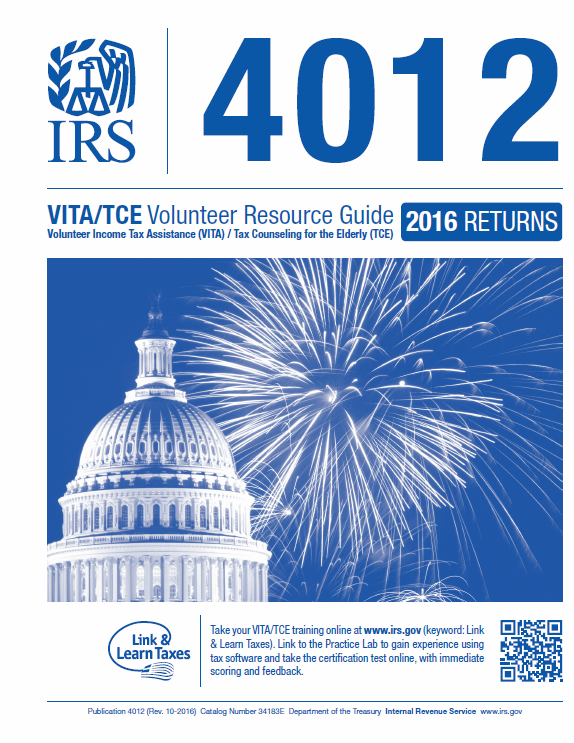 IRS
4012
VITA/TCE Volunteer Resource Guide
Volunteer Income Tax Assistance (VITA) / Tax Counseling for the Elderly (TCE)
2016 RETURNS
Link &
Learn Taxes
Take your VITA/TCE training online at www.irs.gov (keyword: Link
& Learn Taxes). Link to the Practice Lab to gain experience using
tax software and take the certification test online, with immediate
scoring and feedback.
Publication 4012 (Rev. 10-2016) Catalog Number 34183E Department of the Treasury Internal Revenue Service www.irs.gov